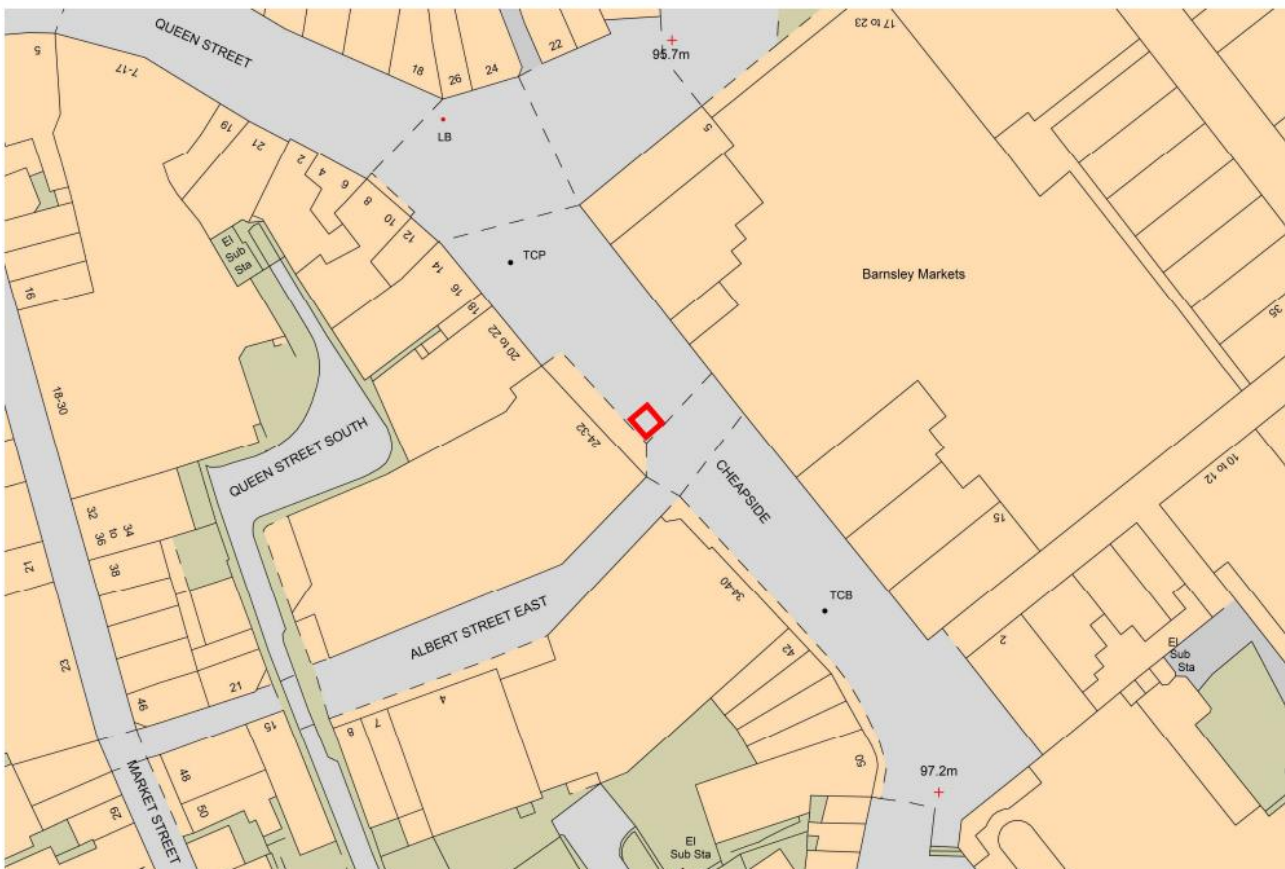 QUEEN STREET
5
7-17
18
26
24
22
95.7m
17 to 23
LB
19
21
2
4
6
8
10
12
14
16
18
20 to 22
5
TCP
El
Sub
Sta
Barnsley Markets
35
16
18-30
QUEEN STREET SOUTH
24-32
CHEAPSIDE
10 to 12
15
32
34
to
36
38
21
ALBERT STREET EAST
34-40
TCB
42
2
El
Sub
Sta
23
46
21
15
4
7
8
50
97.2m
MARKET STREET
48
50
29
El
Sub Sta